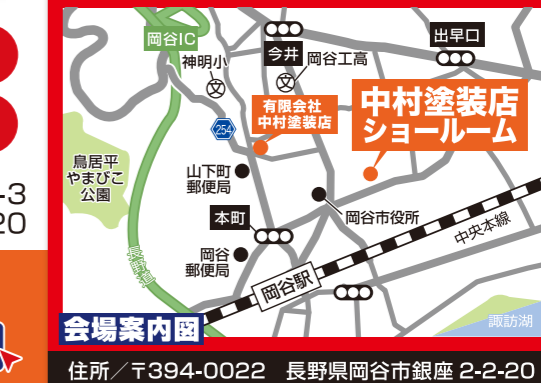 岡谷IC
神明小
文
今井
文
岡谷工高
出早口
有限会社
中村塗装店
中村塗装店
ショールーム
254
鳥居平
やまびこ
公園
山下町
郵便局
-3
20
本町
岡谷市役所
岡谷
郵便局
長野道
岡谷駅
中央本線
諏訪湖
会場案内図
住所／〒394-0022 長野県岡谷市銀座 2-2-20